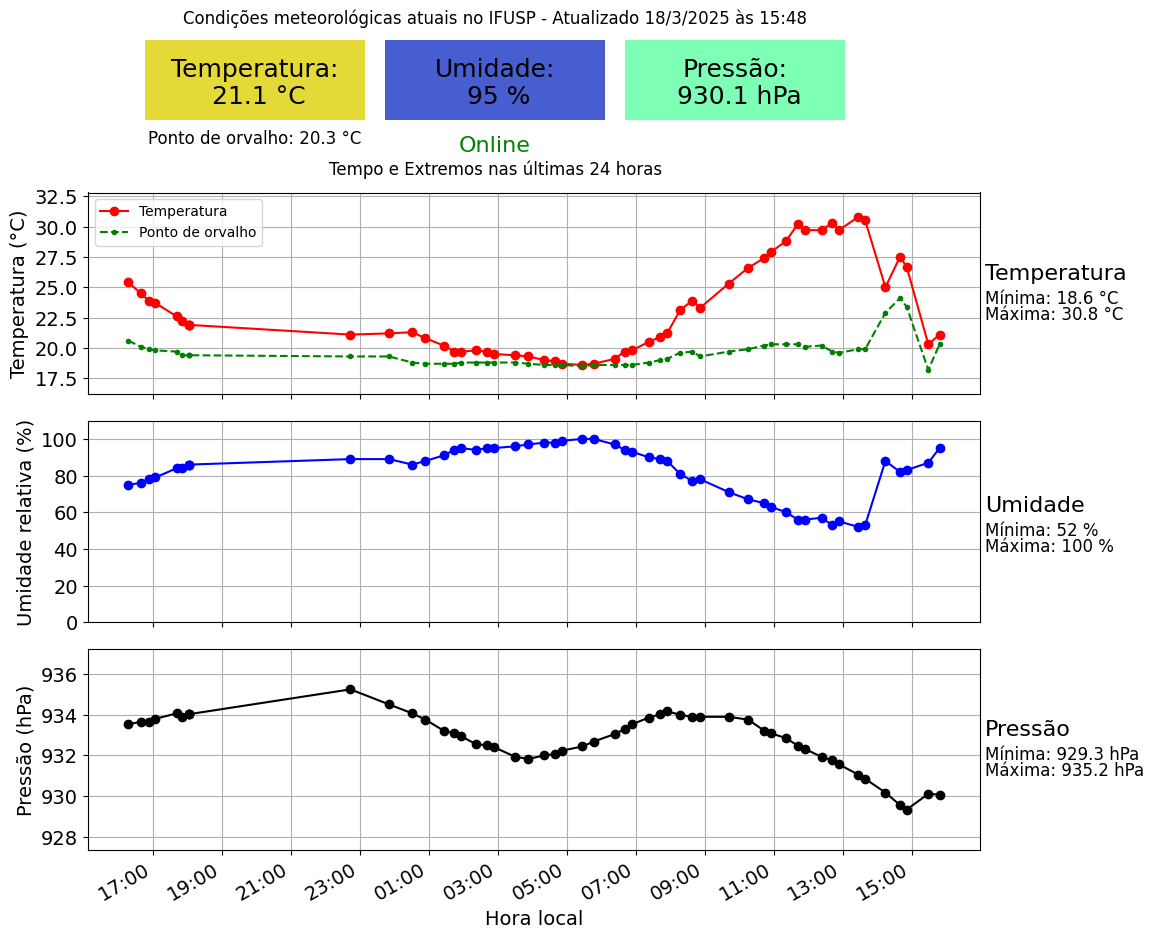 Condições meteorológicas atuais no IFUSP - Atualizado 18/3/2025 às 15:48
Temperatura:
21.1 °C
Umidade:
95 %
Pressão:
930.1 hPa
Ponto de orvalho: 20.3 °C
Online
Tempo e Extremos nas últimas 24 horas
Temperatura (°C)
32.5
30.0
27.5
25.0
22.5
20.0
17.5
Temperatura
Ponto de orvalho
Temperatura
Mínima: 18.6 °C
Máxima: 30.8 °C
Umidade relativa (%)
100
80
60
40
20
0
Umidade
Mínima: 52 %
Máxima: 100 %
Pressão (hPa)
936
934
932
930
928
Pressão
Mínima: 929.3 hPa
Máxima: 935.2 hPa
17:00 19:00 21:00 23:00 01:00 03:00 05:00 07:00 09:00 11:00 13:00 15:00
Hora local